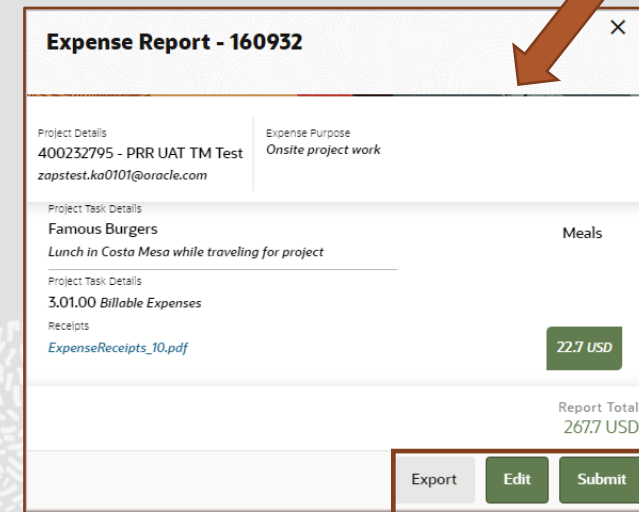 Expense Report - 160932
Project Details
400232795 - PRR UAT TM Test
zapstest.ka0101@oracle.com
Expense Purpose
Onsite project work
Project Task Details
Famous Burgers
Meals
Lunch in Costa Mesa while traveling for project
Project Task Details
3.01.00 Billable Expenses
Receipts
ExpenseReceipts_10.pdf
22.7 USD
Report Total
267.7 USD
Export Edit Submit